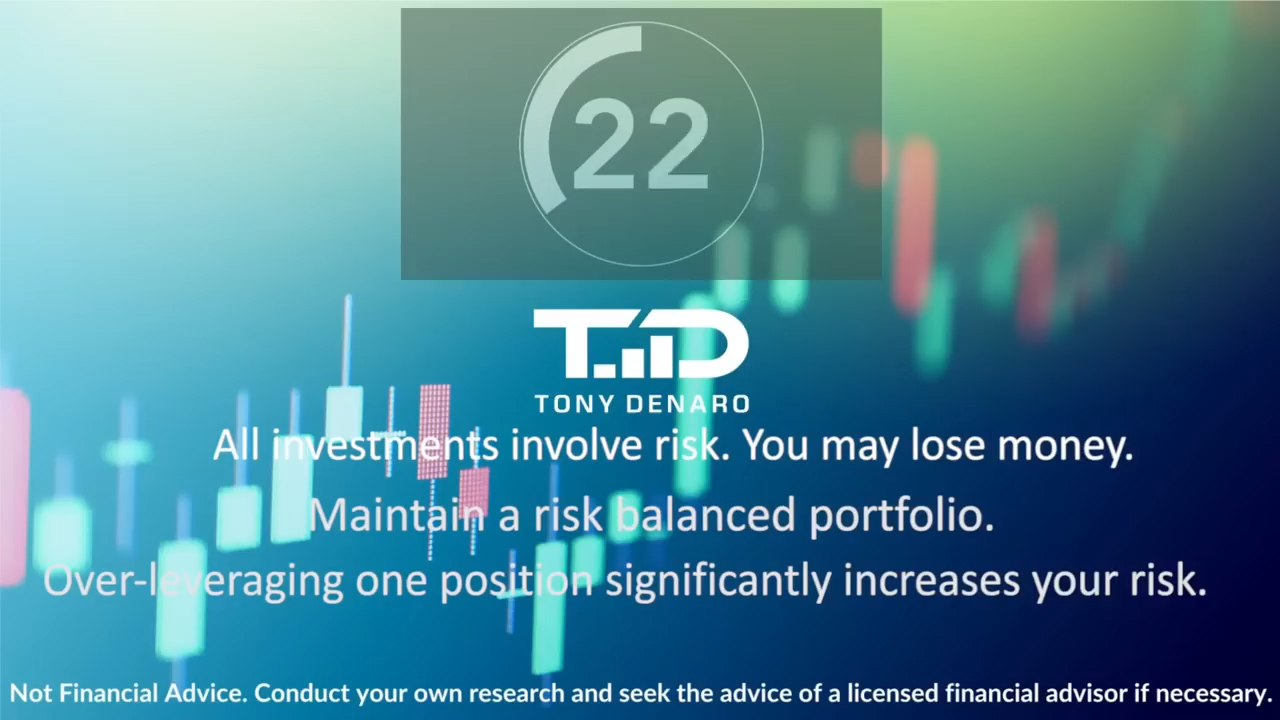 22
TD
TONY DENARO
All investments involve risk. You may lose money.
Maintain a risk balanced portfolio.
Over-leveraging one position significantly increases your risk.
Not Financial Advice. Conduct your own research and seek the advice of a licensed financial advisor if necessary.